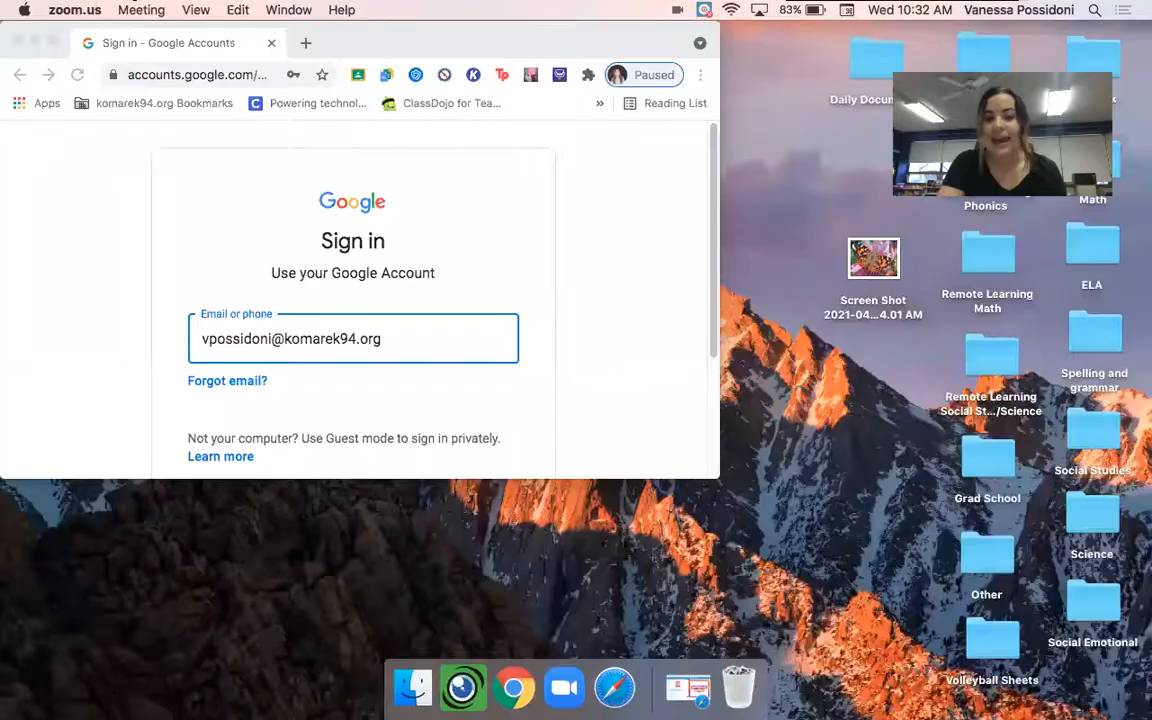 zoom.us Meeting View Edit Window Help 83% Wed 10:32 AM Vanessa Possidoni
Sign in - Google Accounts
accounts.google.com/... Paused
Apps komarek94.org Bookmarks Powering technol... ClassDojo for Tea... » Reading List
Google
Sign in
Use your Google Account
Email or phone
vpossidoni@komarek94.org
Forgot email?
Not your computer? Use Guest mode to sign in privately.
Learn more
Phonics
Math
Screen Shot
2021-04...4.01 AM
Remote Learning
Math
ELA
Remote Learning
Social St.../Science
Spelling and
grammar
Grad School
Social Studies
Other
Science
Volleyball Sheets
Social Emotional